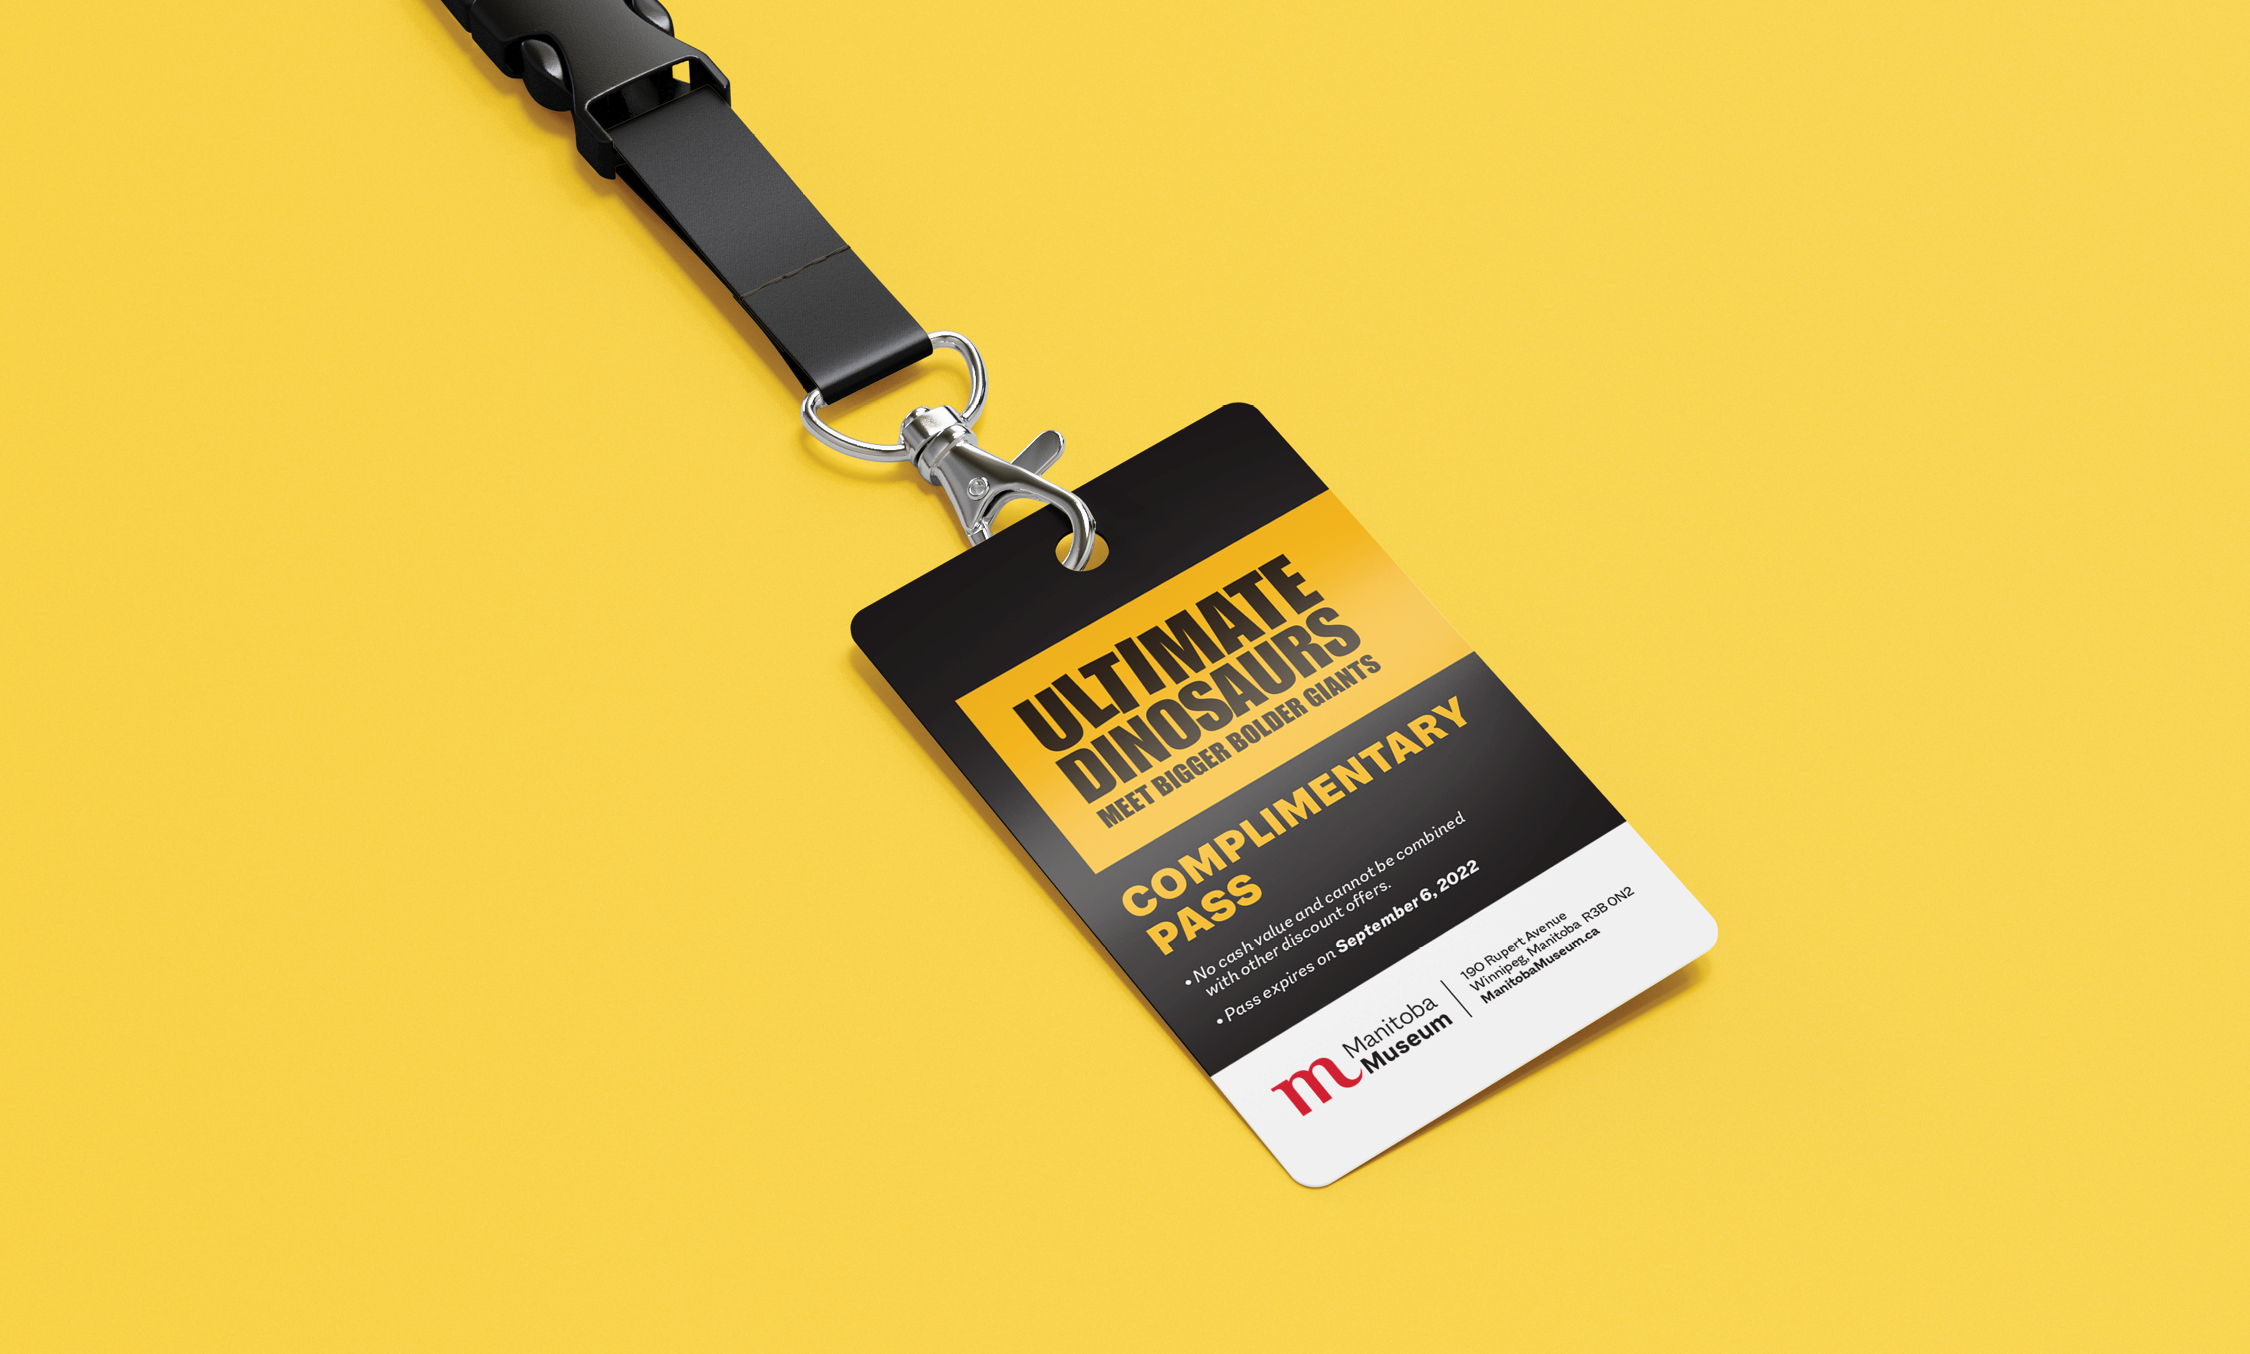 ULTIMATE
DINOSAURS
MEET BIGGER BOLDER GIANTS
COMPLIMENTARY
PASS
• No cash value and cannot be combined
with other discount offers.
• Pass expires on September 6, 2022
m
Manitoba
Museum
190 Rupert Avenue
Winnipeg, Manitoba R3B 0N2
ManitobaMuseum.ca